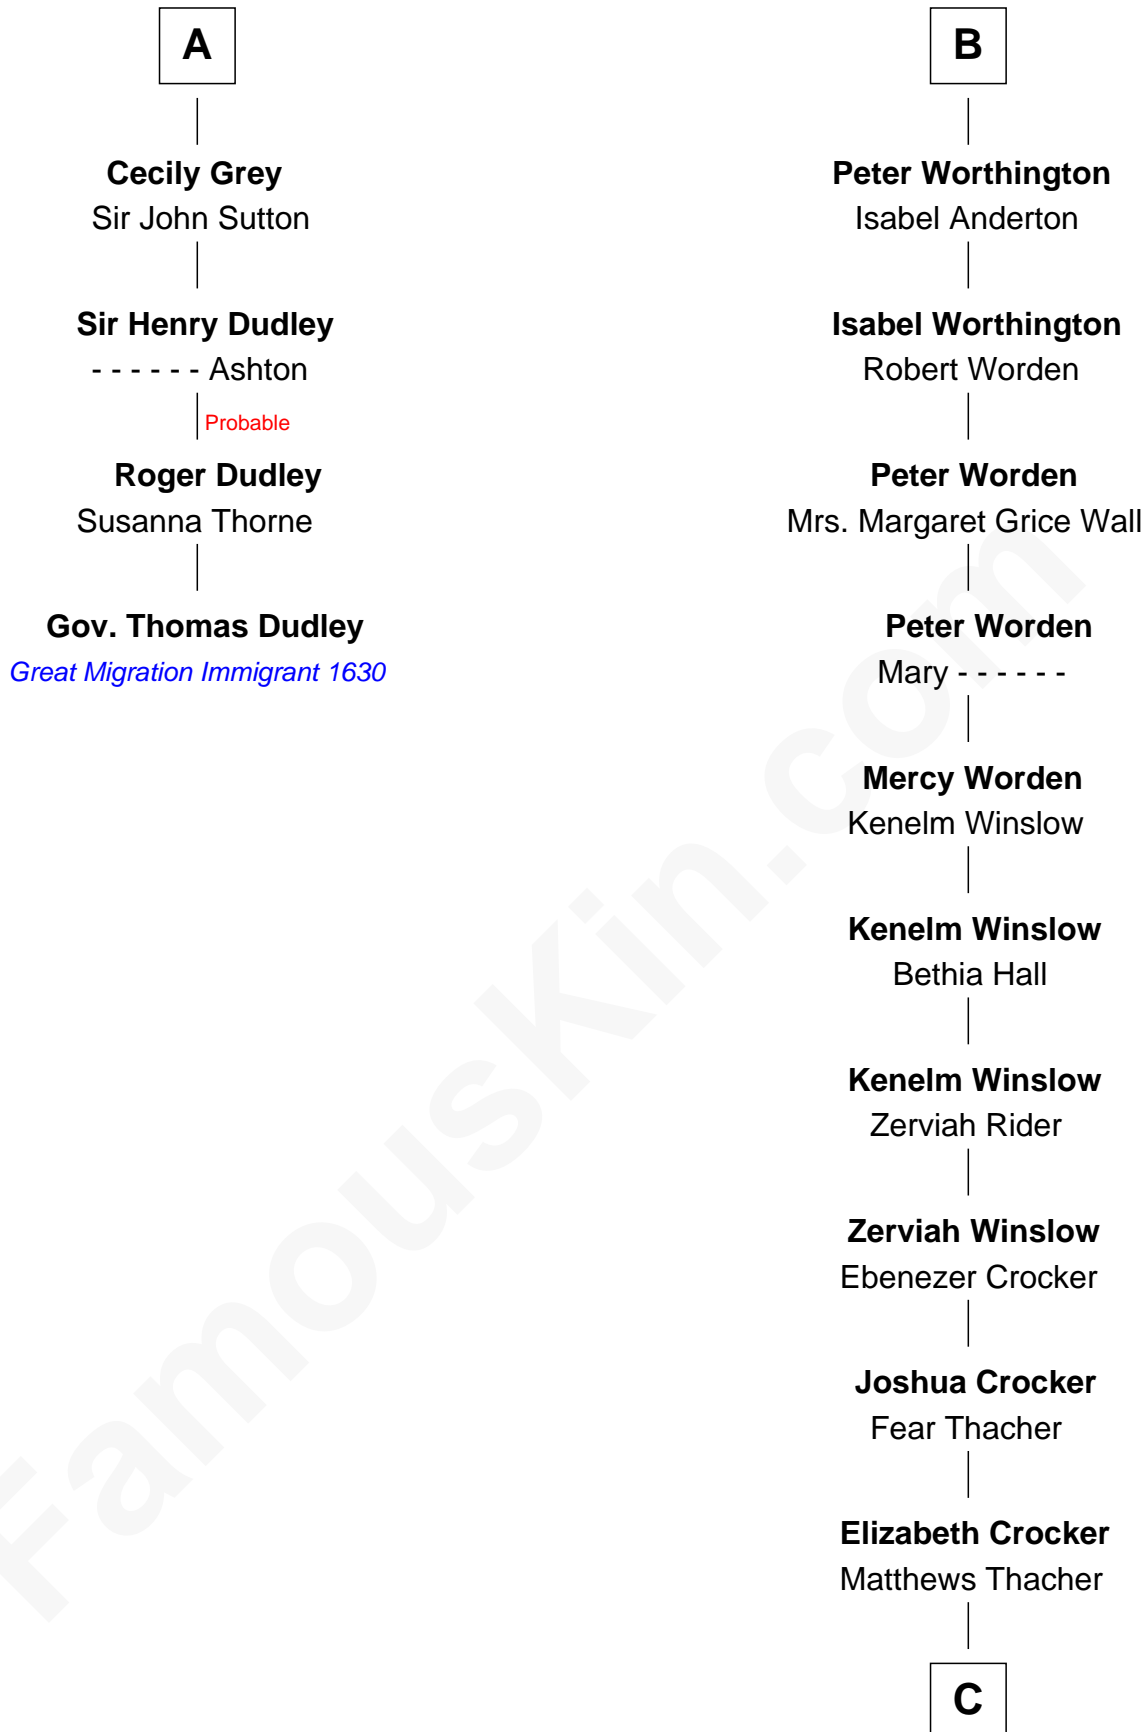 A
Cecily Grey
Sir John Sutton
Sir Henry Dudley
- - - - - - Ashton
Probable
Roger Dudley
Susanna Thorne
Gov. Thomas Dudley
Great Migration Immigrant 1630
B
Peter Worthington
Isabel Anderton
Isabel Worthington
Robert Worden
Peter Worden
Mrs. Margaret Grice Wall
Peter Worden
Mary - - - - - -
Mercy Worden
Kenelm Winslow
Kenelm Winslow
Bethia Hall
Kenelm Winslow
Zerviah Rider
Zerviah Winslow
Ebenezer Crocker
Joshua Crocker
Fear Thacher
Elizabeth Crocker
Matthews Thacher
C
FamousKin.com